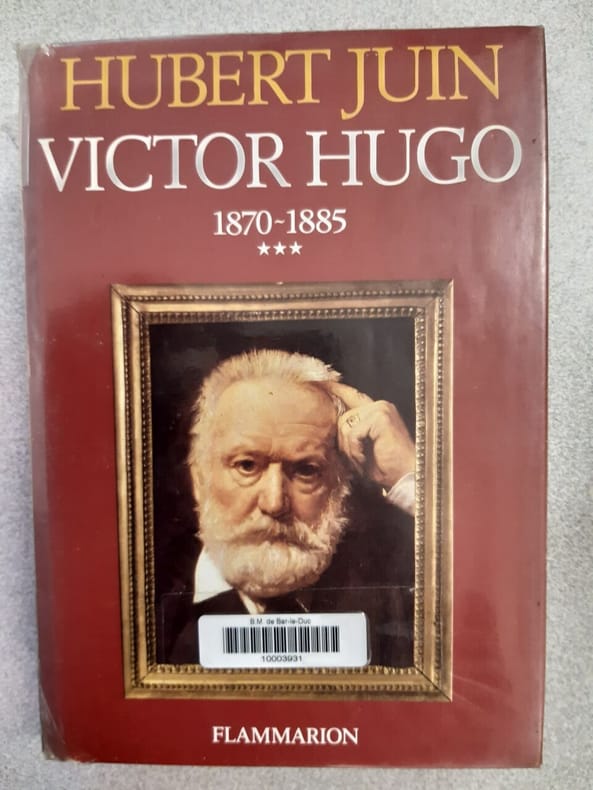 HUBERT JUIN
VICTOR HUGO
1870-1885
★★★
B.M. de Bar-le-Duc
10003931
FLAMMARION